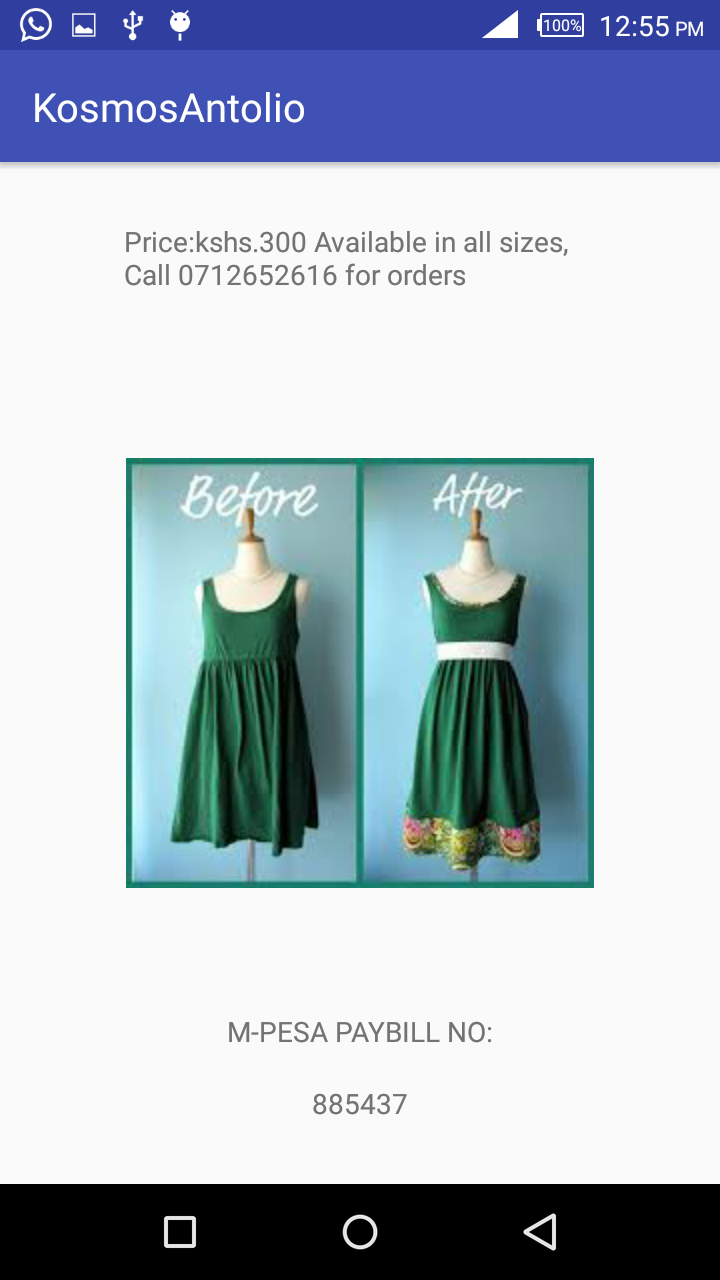 100% 12:55 PM
KosmosAntolio
Price:kshs.300 Available in all sizes,
Call 0712652616 for orders
Before After
M-PESA PAYBILL NO:
885437